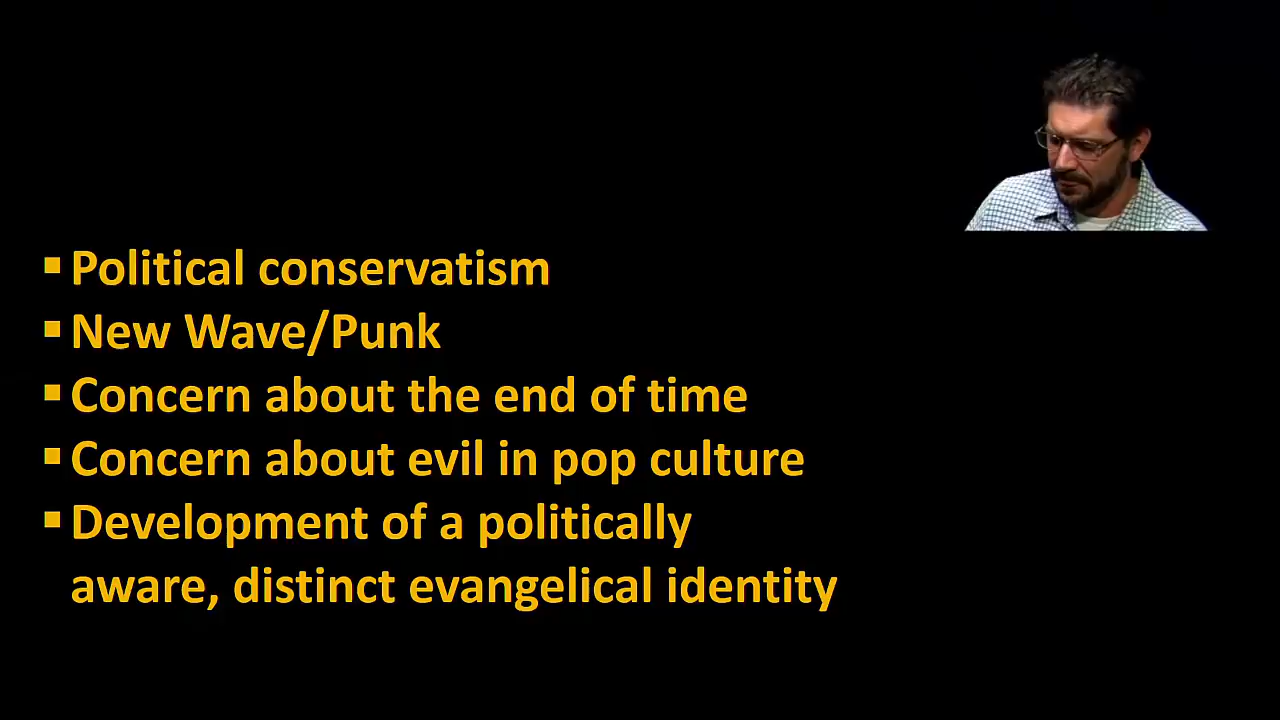 ▪Political conservatism
▪New Wave/Punk
▪Concern about the end of time
▪Concern about evil in pop culture
▪Development of a politically
aware, distinct evangelical identity